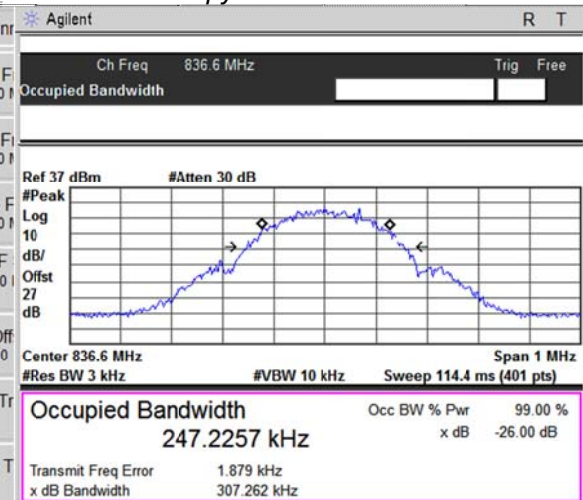 Agilent R T
Ch Freq 836.6 MHz Trig Free
Occupied Bandwidth
Ref 37 dBm #Atten 30 dB
#Peak
Log
10
dB/
Offst
27
dB
Center 836.6 MHz Span 1 MHz
#Res BW 3 kHz #VBW 10 kHz Sweep 114.4 ms (401 pts)
Occupied Bandwidth Occ BW % Pwr 99.00 %
247.2257 kHz x dB -26.00 dB
Transmit Freq Error 1.879 kHz
x dB Bandwidth 307.262 kHz